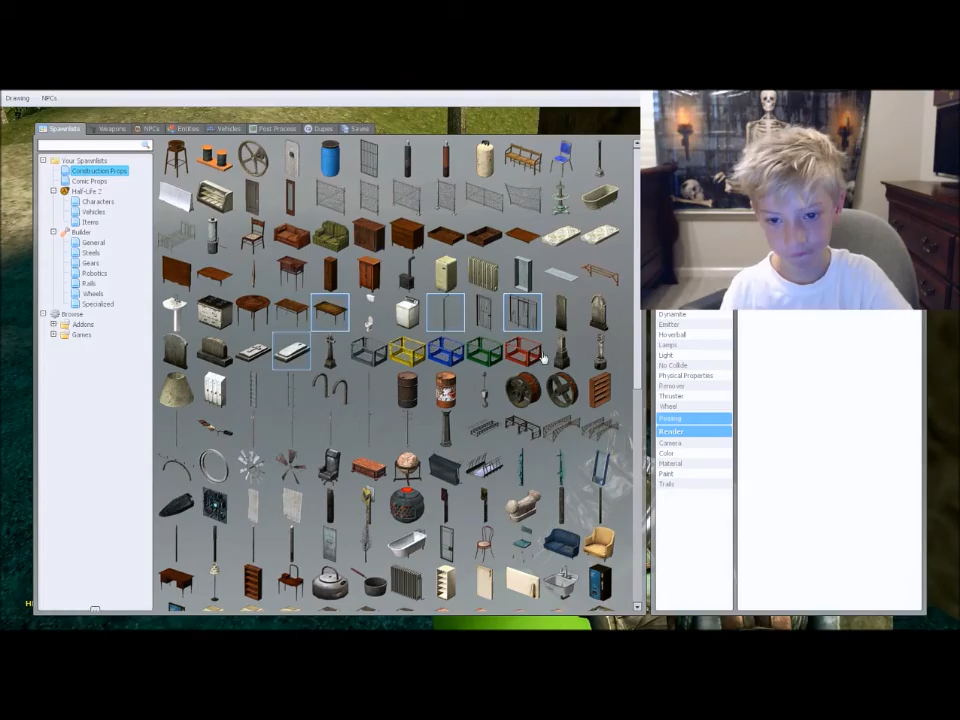 Drawing NPCs
Spawnlists Weapons NPCs Entities Vehicles Post Process Dupes Saves
Your Spawnlists
Construction Props
Comic Props
Half-Life 2
Characters
Vehicles
Items
Builder
General
Steels
Gears
Robotics
Rails
Wheels
Specialized
Browse
Addons
Games
Dynamite
Emitter
Hoverball
Lamps
Light
No Collide
Physical Properties
Remover
Thruster
Wheel
Posing
Render
Camera
Color
Material
Paint
Trails